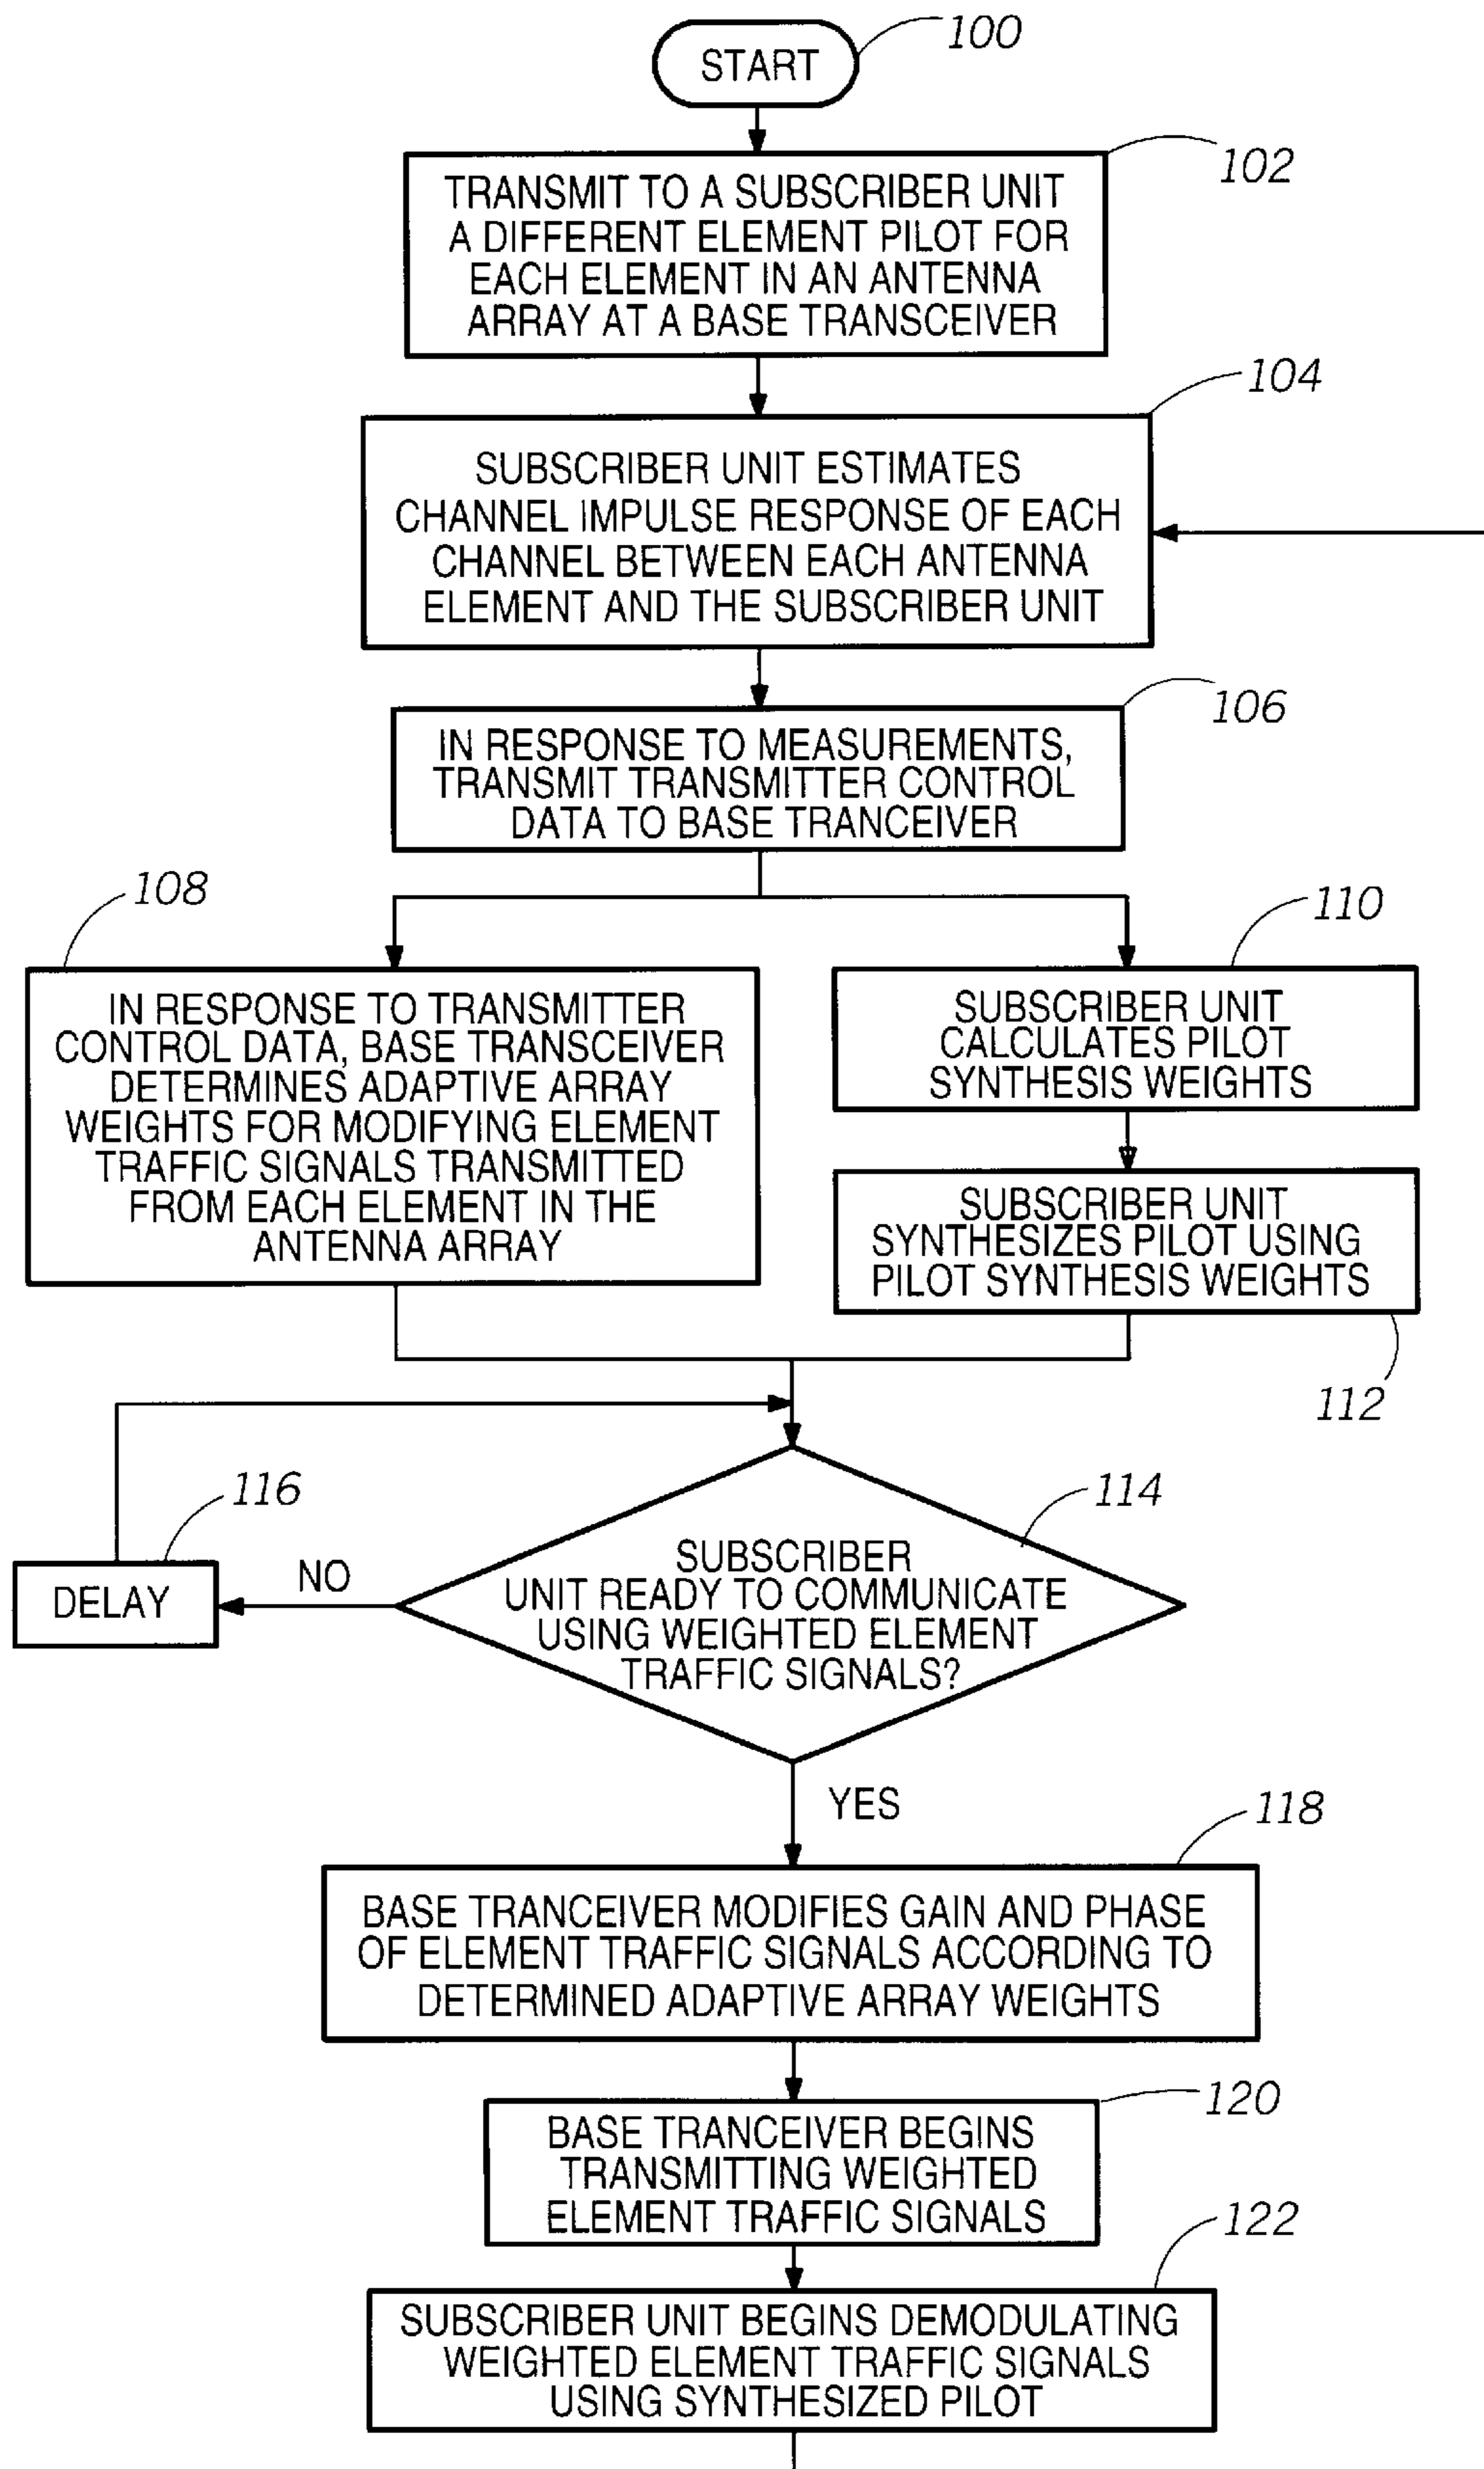 START
100
102
TRANSMIT TO A SUBSCRIBER UNIT
A DIFFERENT ELEMENT PILOT FOR
EACH ELEMENT IN AN ANTENNA
ARRAY AT A BASE TRANSCEIVER
104
SUBSCRIBER UNIT ESTIMATES
CHANNEL IMPULSE RESPONSE OF EACH
CHANNEL BETWEEN EACH ANTENNA
ELEMENT AND THE SUBSCRIBER UNIT
106
IN RESPONSE TO MEASUREMENTS,
TRANSMIT TRANSMITTER CONTROL
DATA TO BASE TRANCEIVER
108
IN RESPONSE TO TRANSMITTER
CONTROL DATA, BASE TRANSCEIVER
DETERMINES ADAPTIVE ARRAY
WEIGHTS FOR MODIFYING ELEMENT
TRAFFIC SIGNALS TRANSMITTED
FROM EACH ELEMENT IN THE
ANTENNA ARRAY
110
SUBSCRIBER UNIT
CALCULATES PILOT
SYNTHESIS WEIGHTS
SUBSCRIBER UNIT
SYNTHESIZES PILOT USING
PILOT SYNTHESIS WEIGHTS
112
114
SUBSCRIBER
UNIT READY TO COMMUNICATE
USING WEIGHTED ELEMENT
TRAFFIC SIGNALS?
NO
116
DELAY
YES
118
BASE TRANCEIVER MODIFIES GAIN AND PHASE
OF ELEMENT TRAFFIC SIGNALS ACCORDING TO
DETERMINED ADAPTIVE ARRAY WEIGHTS
120
BASE TRANCEIVER BEGINS
TRANSMITTING WEIGHTED
ELEMENT TRAFFIC SIGNALS
122
SUBSCRIBER UNIT BEGINS DEMODULATING
WEIGHTED ELEMENT TRAFFIC SIGNALS
USING SYNTHESIZED PILOT